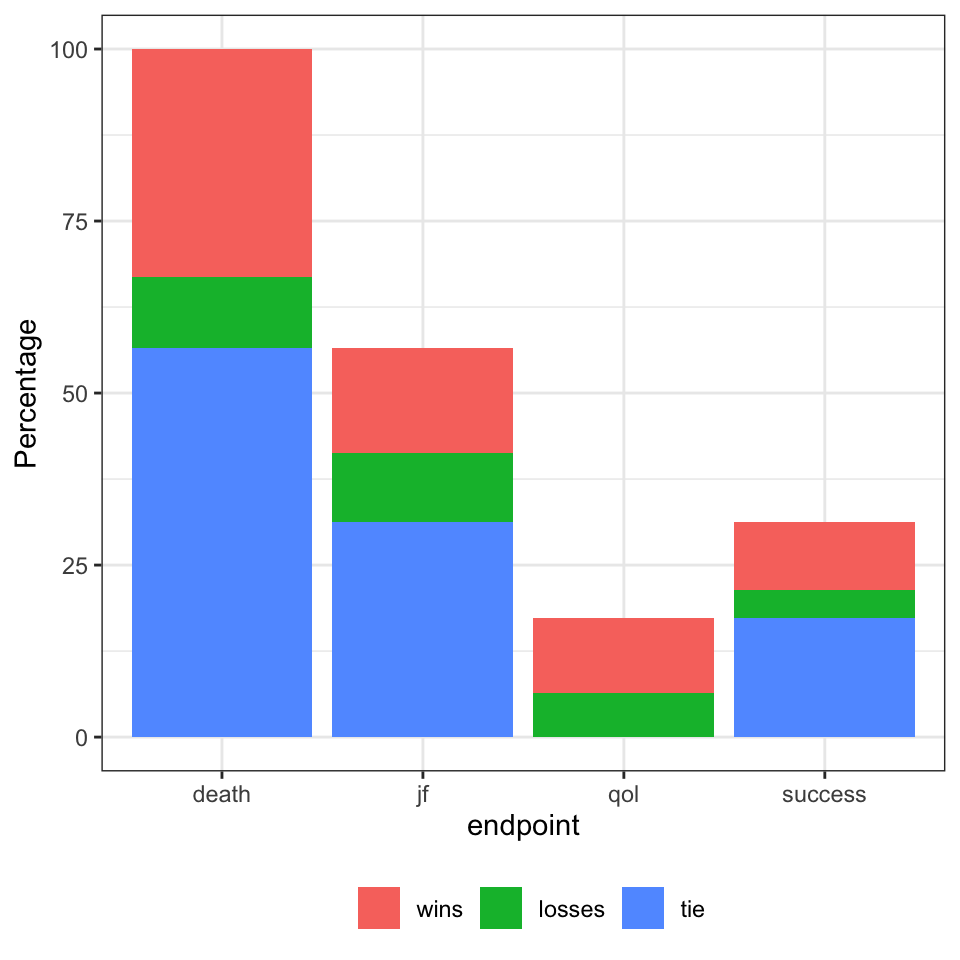 100
75
50
25
0
Percentage
death jf qol success
endpoint
wins losses tie